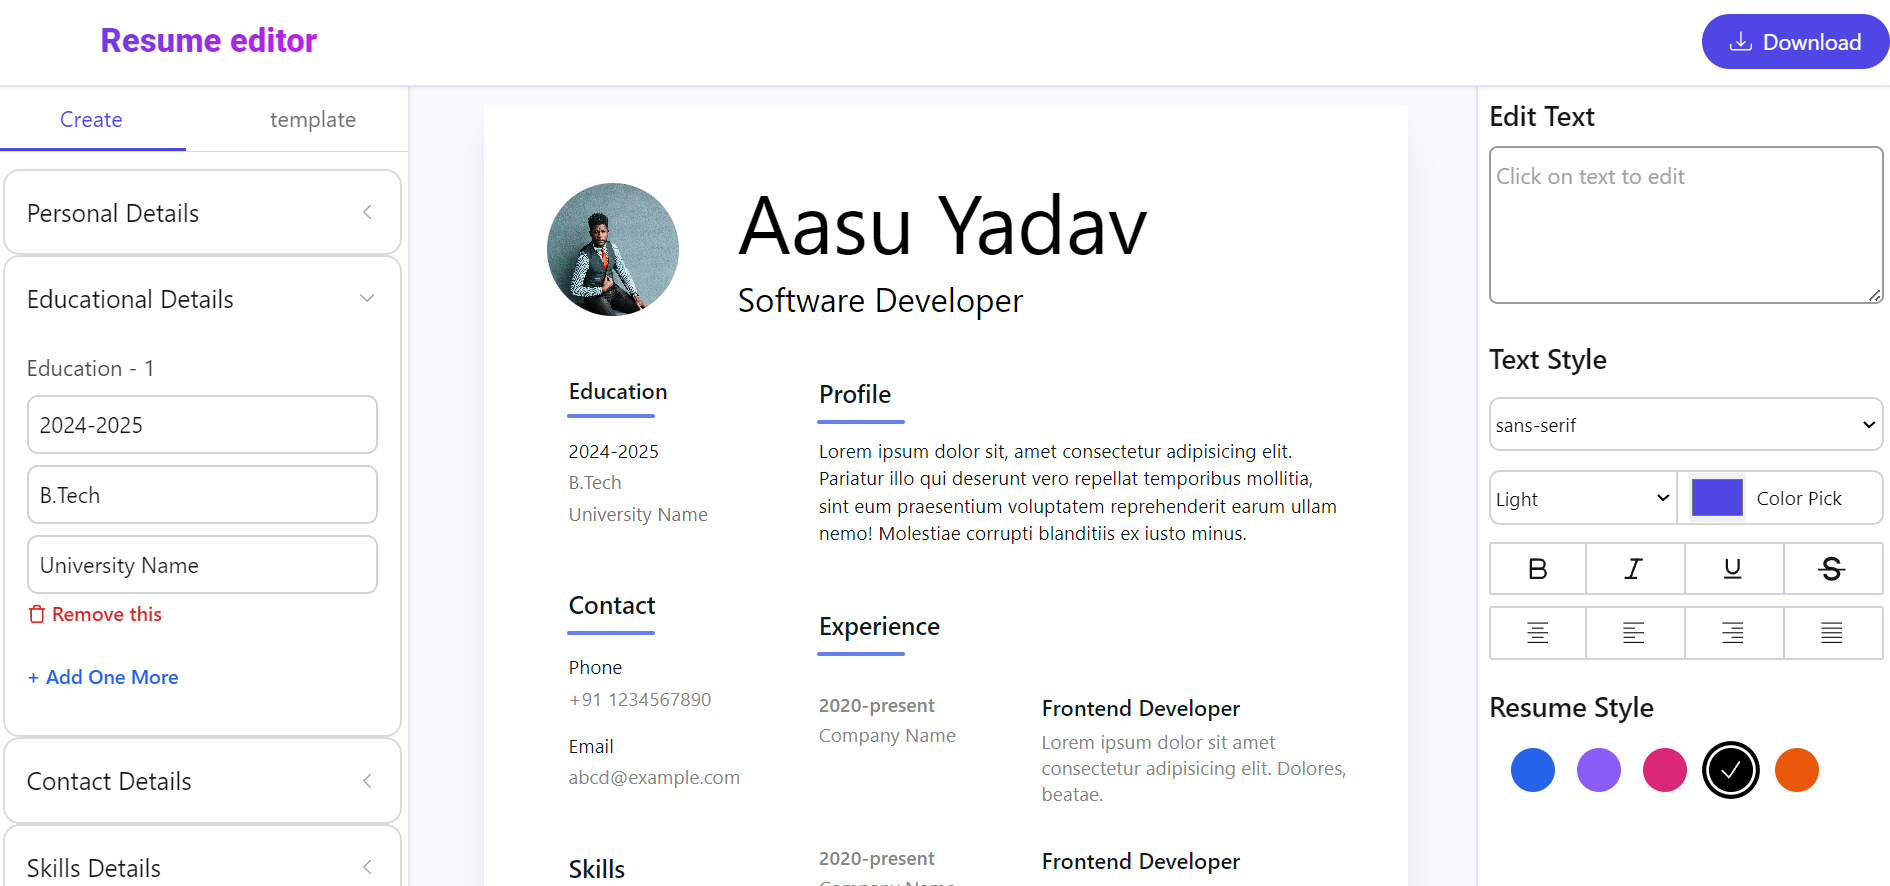 Resume editor
Download
Create
template
Personal Details
Educational Details
Education - 1
2024-2025
B.Tech
University Name
Remove this
+ Add One More
Contact Details
Skills Details
Aasu Yadav
Software Developer
Education
2024-2025
B.Tech
University Name
Contact
Phone
+91 1234567890
Email
abcd@example.com
Skills
Profile
Lorem ipsum dolor sit, amet consectetur adipisicing elit.
Pariatur illo qui deserunt vero repellat temporibus mollitia,
sint eum praesentium voluptatem reprehenderit earum ullam
nemo! Molestiae corrupti blanditiis ex iusto minus.
Experience
2020-present
Company Name
Frontend Developer
Lorem ipsum dolor sit amet
consectetur adipisicing elit. Dolores,
beatae.
2020-present
Company Name
Frontend Developer
Edit Text
Click on text to edit
Text Style
sans-serif
Light
Color Pick
B I U S
Resume Style